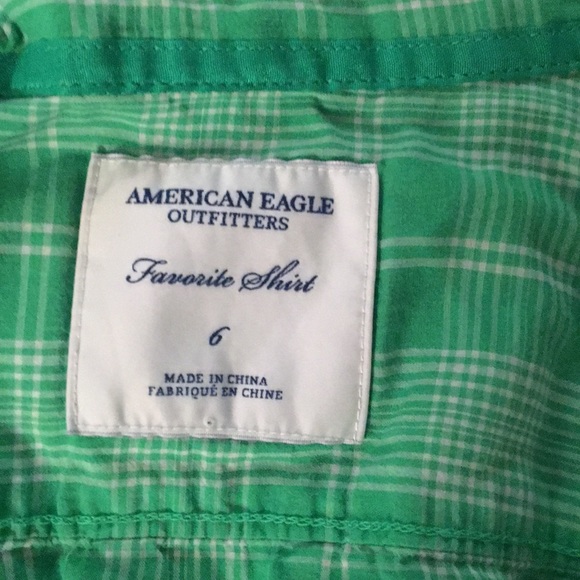 AMERICAN EAGLE
OUTFITTERS
Favorite Shirt
6
MADE IN CHINA
FABRIQUÉ EN CHINE